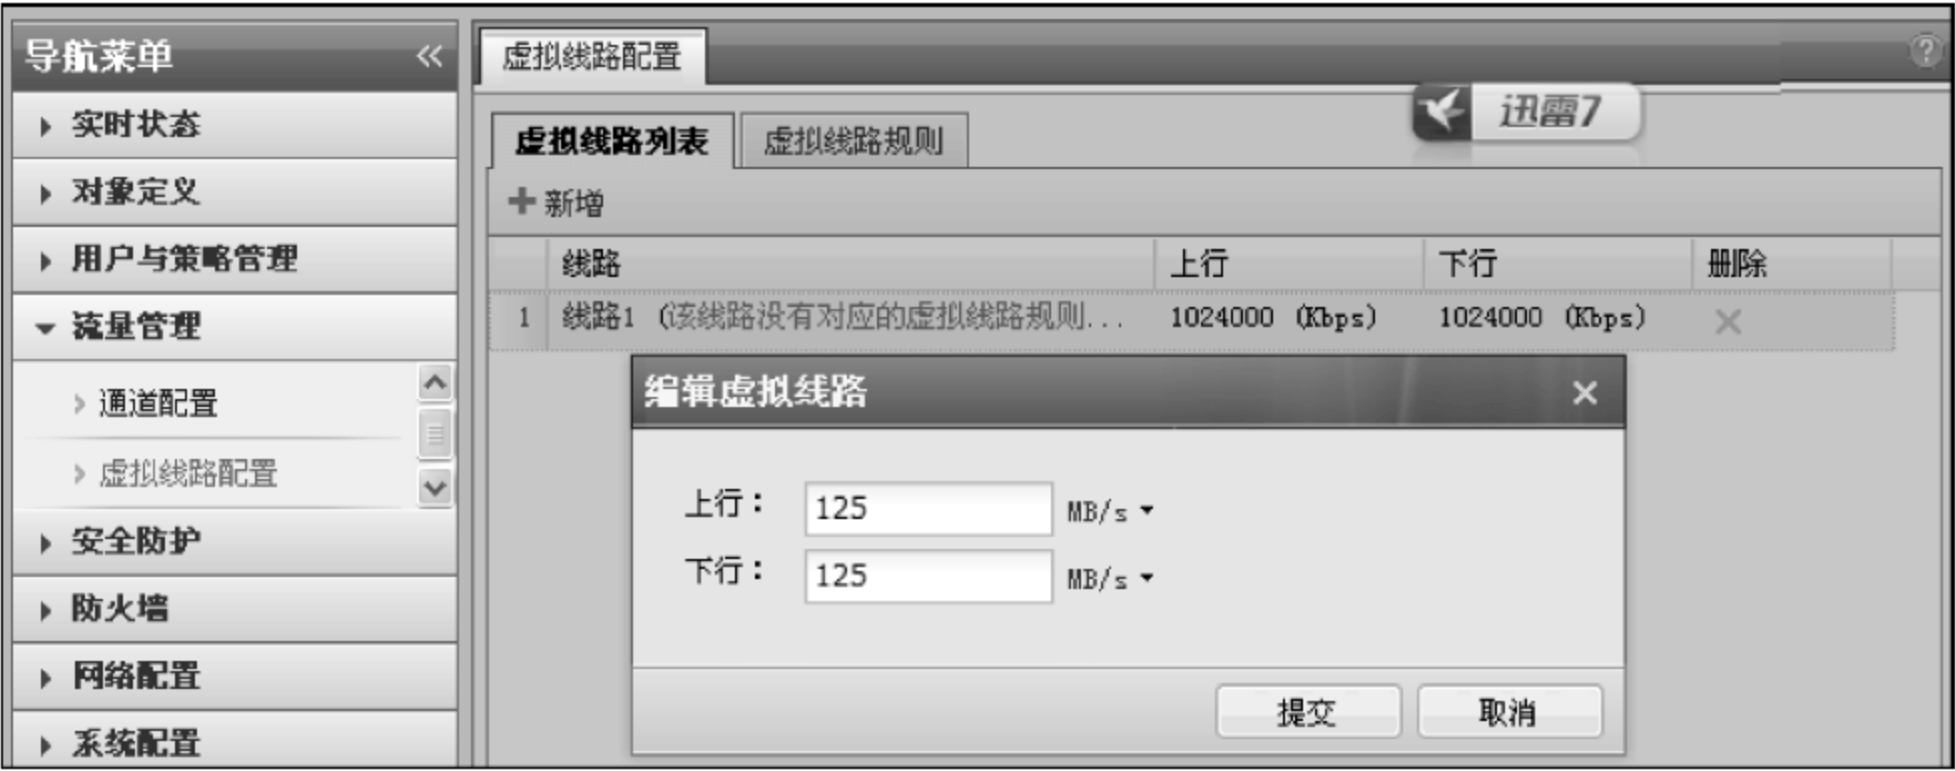 导航菜单
实时状态
对象定义
用户与策略管理
流量管理
通道配置
虚拟线路配置
安全防护
防火墙
网络配置
系统配置
虚拟线路配置
迅雷7
虚拟线路列表 虚拟线路规则
新增
线路 上行 下行 删除
1 线路1 (该线路没有对应的虚拟线路规则... 1024000 (Kbps) 1024000 (Kbps)
编辑虚拟线路
上行: 125 MB/s
下行: 125 MB/s
提交 取消